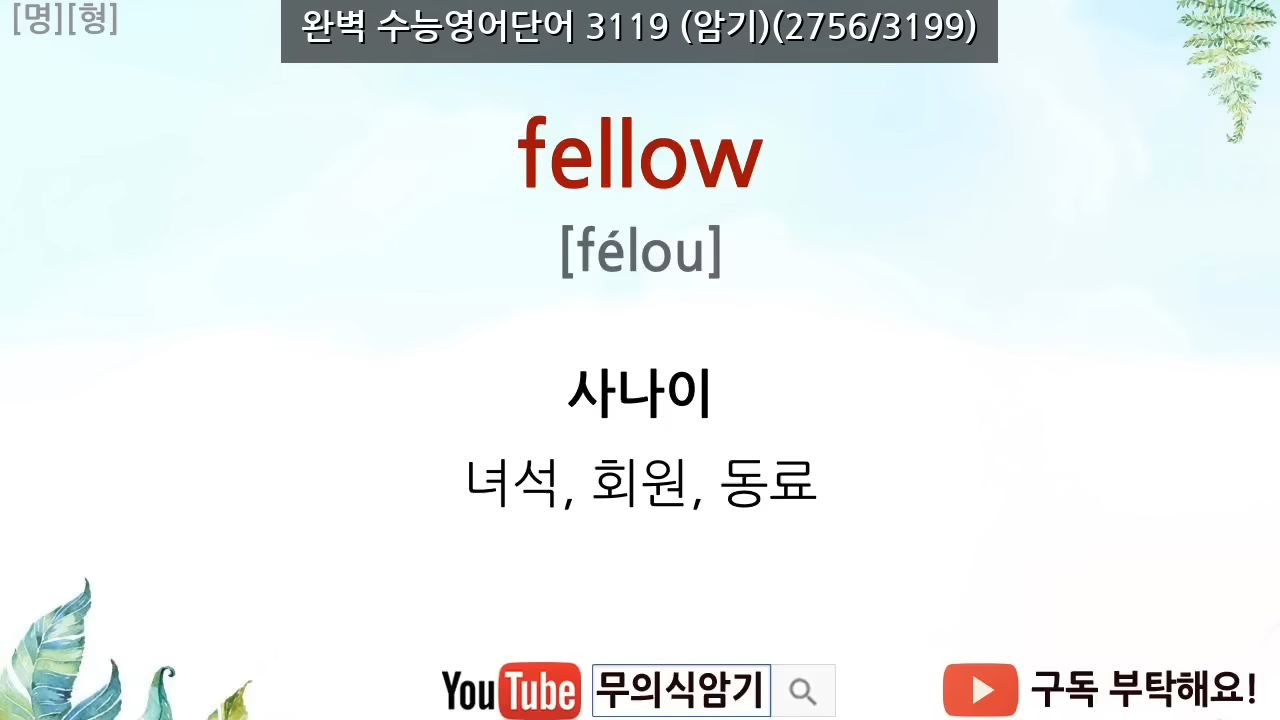 [명][형]
완벽 수능영어단어 3119 (암기)(2756/3199)
fellow
[félou]
사나이
녀석, 회원, 동료
YouTube 무의식암기
구독 부탁해요!